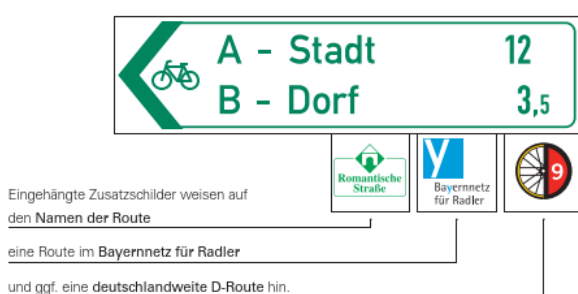 A - Stadt 12
B - Dorf 3,5
Romantische
Straße
y
Bayernnetz
für Radler
9
Eingehängte Zusatzschilder weisen auf
den Namen der Route
eine Route im Bayernnetz für Radler
und ggf. eine deutschlandweite D-Route hin.